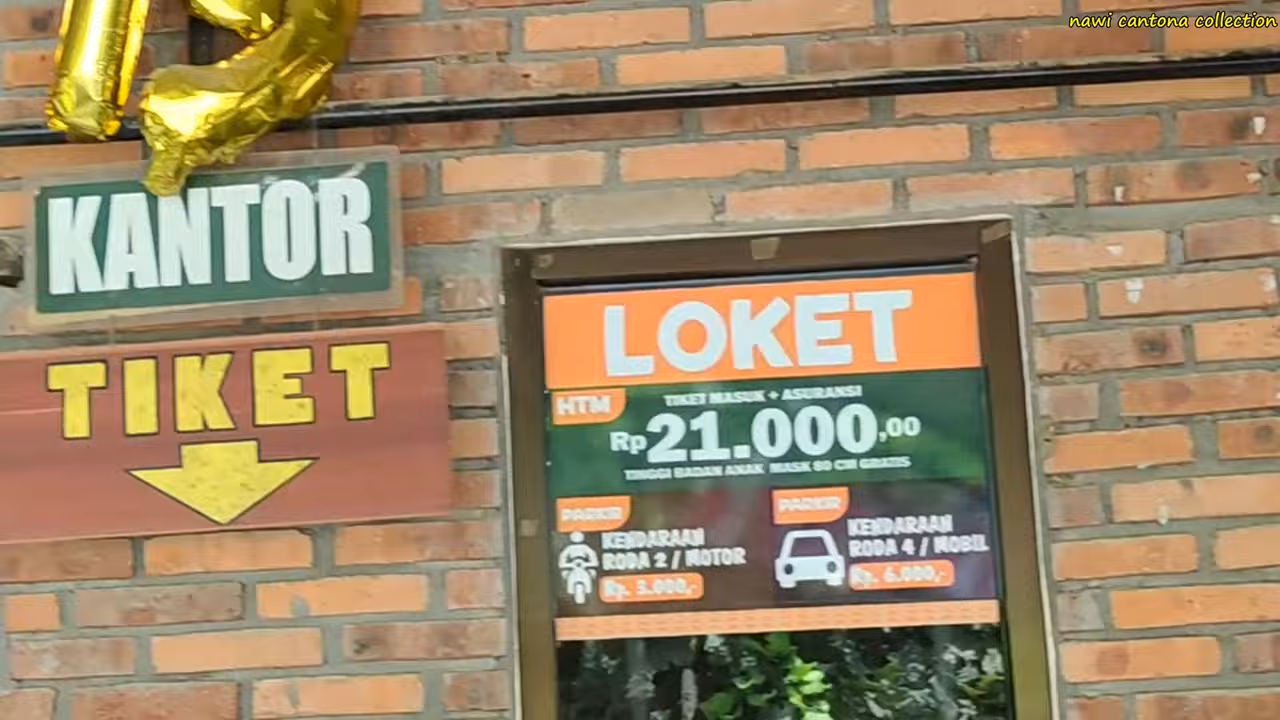 nawi cantona collection
KANTOR
TIKET
LOKET
HTM
TIKET MASUK + ASURANSI
Rp21.000,00
TINGGI BADAN ANAK MASK 80 CM GRATIS
PARKIR
KENDARAAN
RODA 2 / MOTOR
Rp. 3.000,-
PARKIR
KENDARAAN
RODA 4 / MOBIL
Rp. 6.000,-